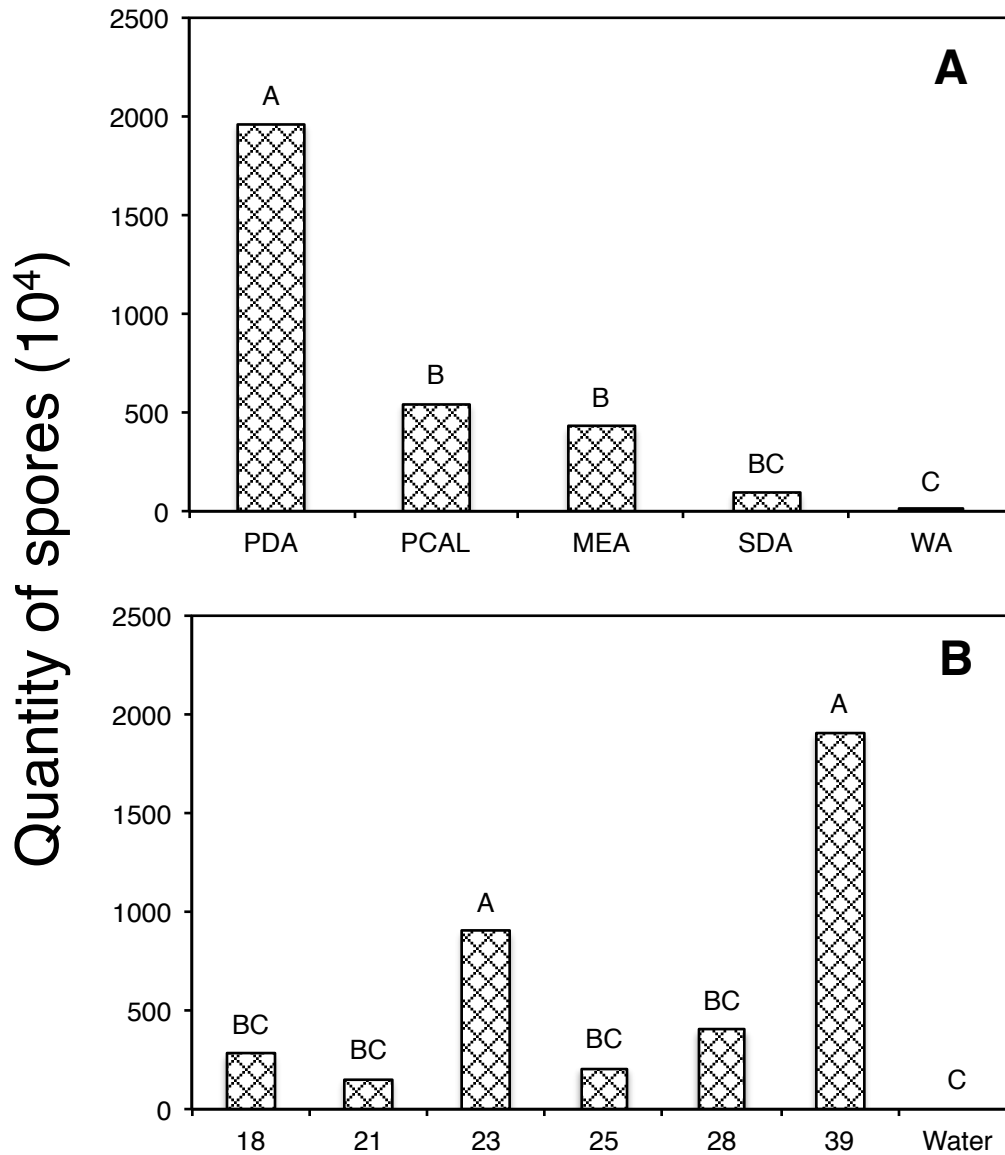 Quantity of spores (10⁴)
A
2500
2000
1500
1000
500
0
A
B
B
BC
C
PDA PCAL MEA SDA WA
B
2500
2000
1500
1000
500
0
BC
BC
A
BC
BC
A
C
18 21 23 25 28 39 Water